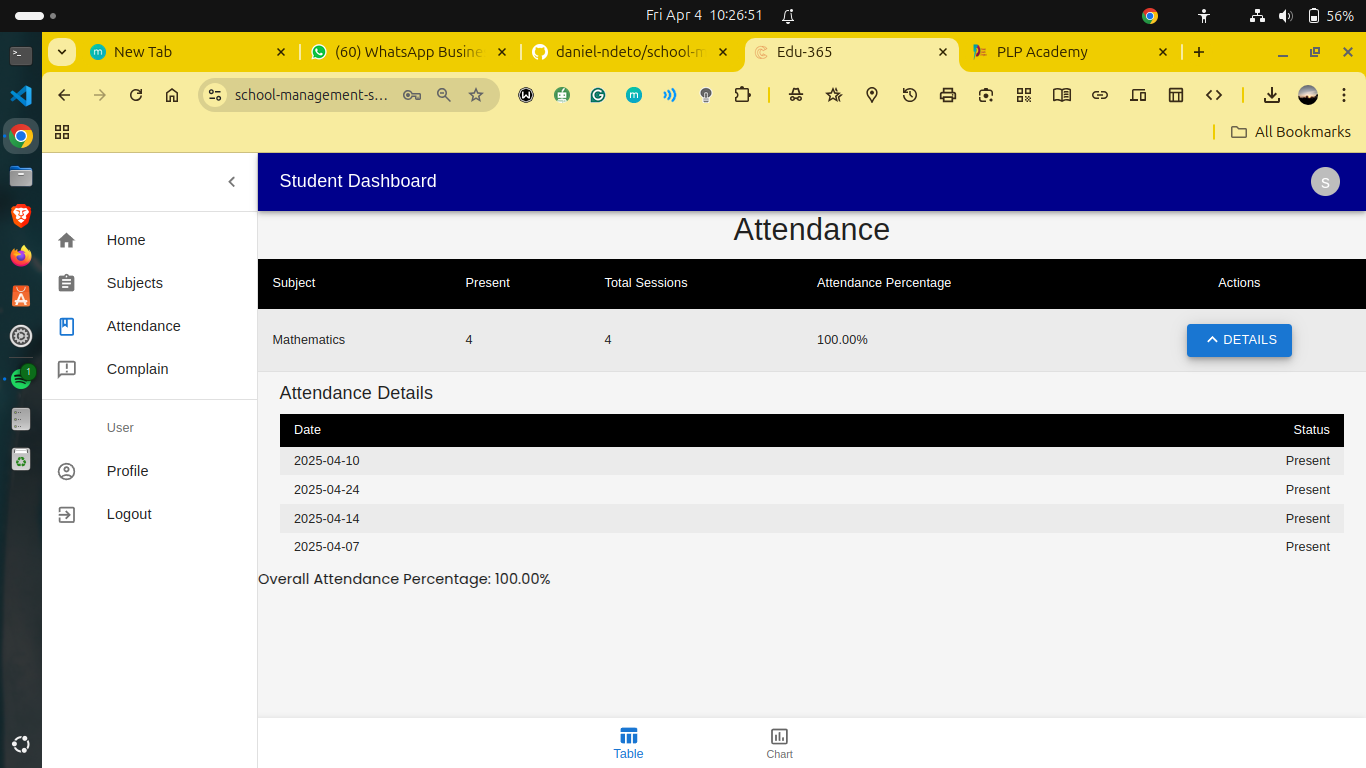 Fri Apr 4 10:26:51
56%
New Tab
(60) WhatsApp Busine
daniel-ndeto/school-m
Edu-365
PLP Academy
school-management-s...
All Bookmarks
Student Dashboard
S
Home
Subjects
Attendance
Complain
User
Profile
Logout
Attendance
Subject Present Total Sessions Attendance Percentage Actions
Mathematics 4 4 100.00% DETAILS
Attendance Details
Date Status
2025-04-10 Present
2025-04-24 Present
2025-04-14 Present
2025-04-07 Present
Overall Attendance Percentage: 100.00%
Table
Chart
1